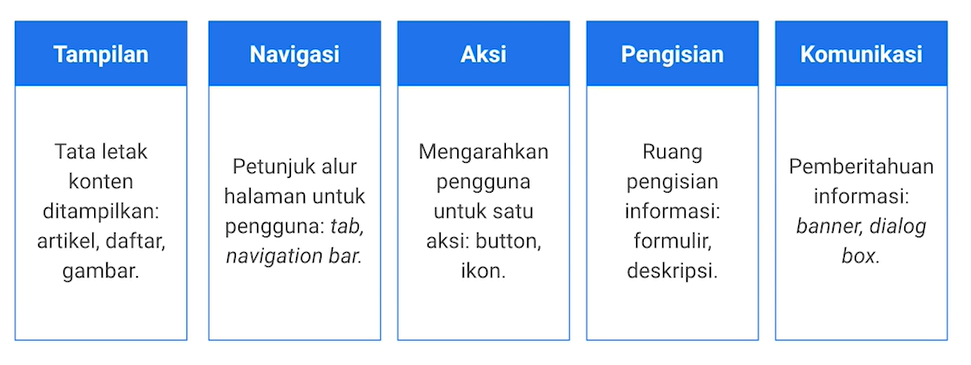 Tampilan
Tata letak
konten
ditampilkan:
artikel, daftar,
gambar.
Navigasi
Petunjuk alur
halaman untuk
pengguna: tab,
navigation bar.
Aksi
Mengarahkan
pengguna
untuk satu
aksi: button,
ikon.
Pengisian
Ruang
pengisian
informasi:
formulir,
deskripsi.
Komunikasi
Pemberitahuan
informasi:
banner, dialog
box.